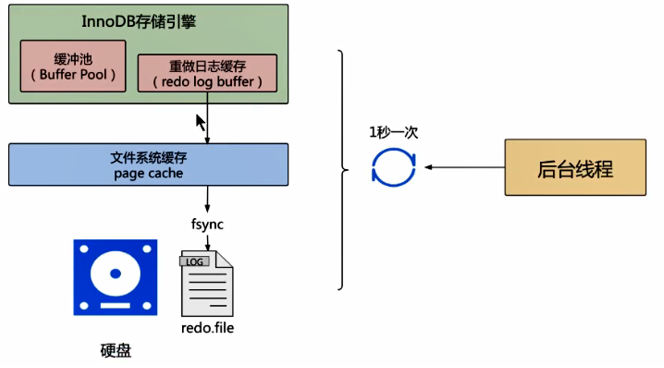 InnoDB存储引擎
缓冲池
（Buffer Pool）
重做日志缓存
（redo log buffer）
1秒一次
后台线程
文件系统缓存
page cache
fsync
LOG
redo.file
硬盘